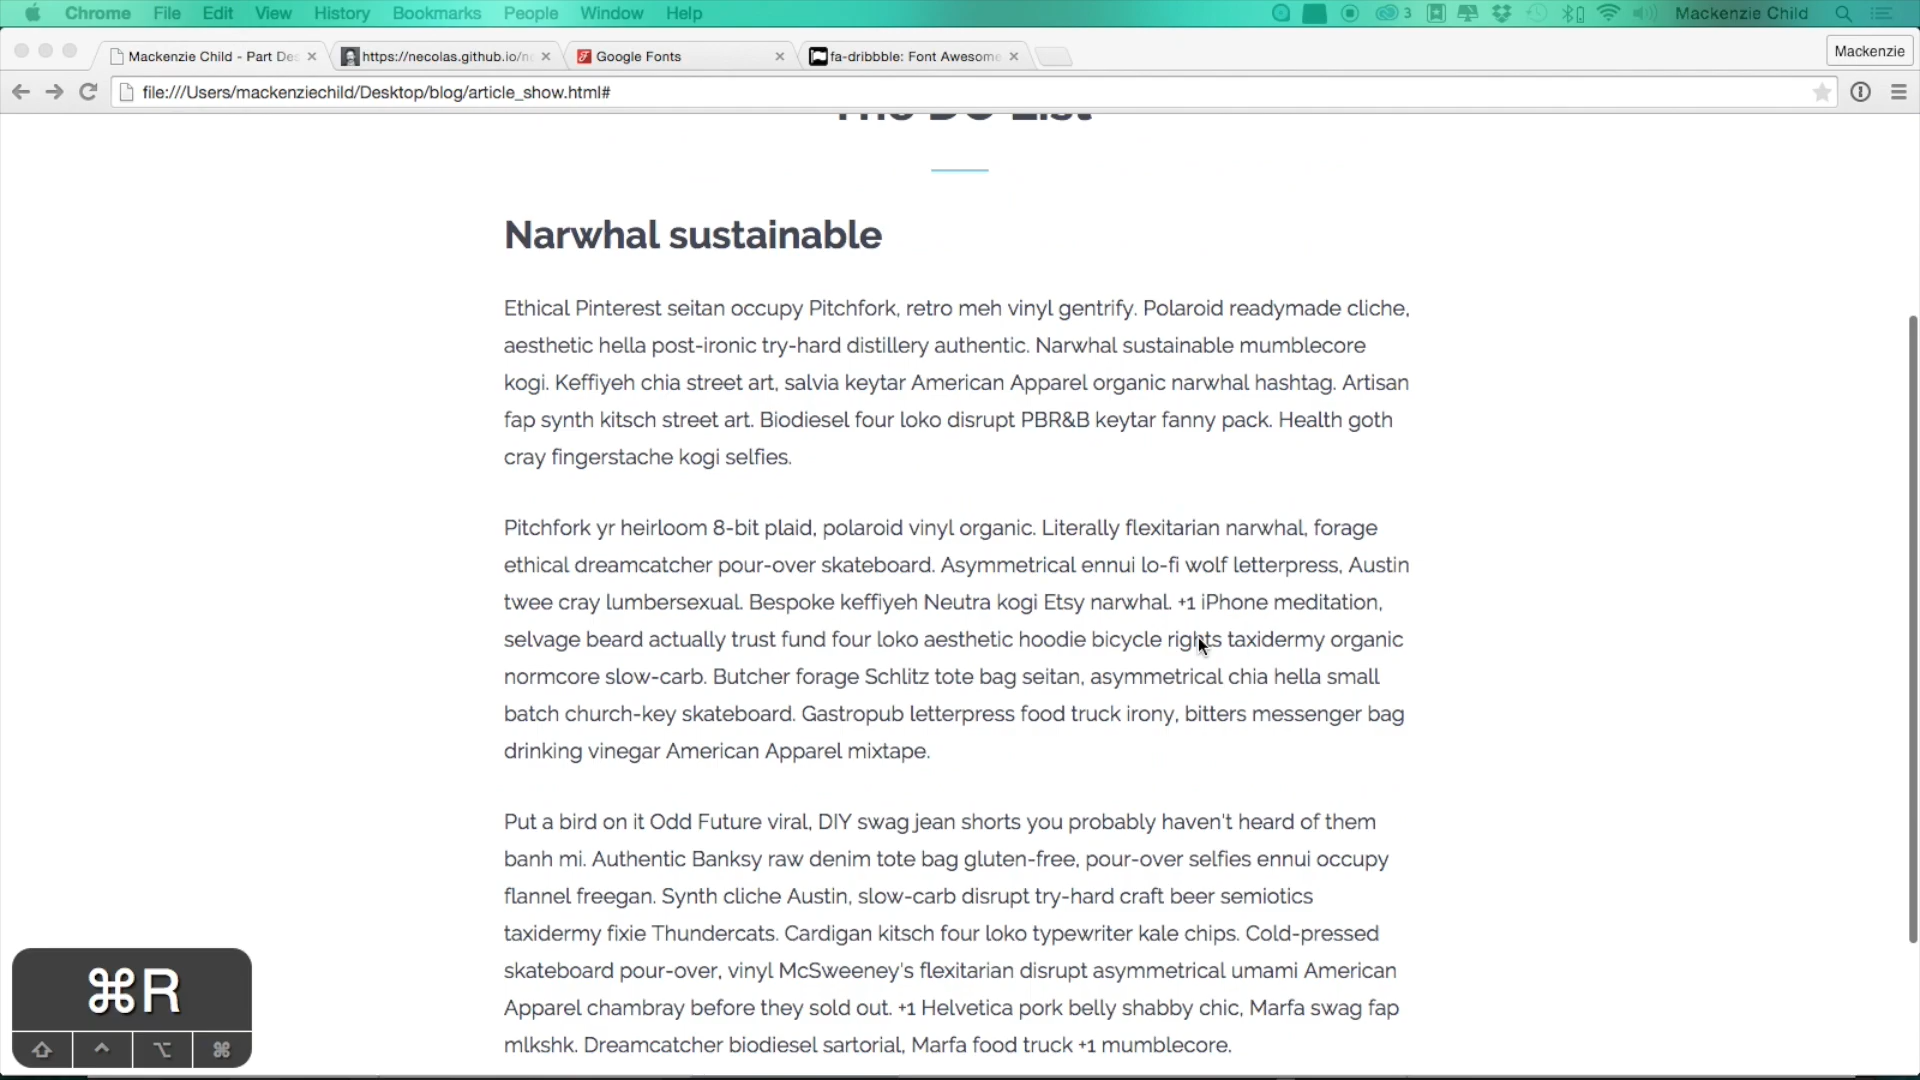 Chrome File Edit View History Bookmarks People Window Help 3 Mackenzie Child
Mackenzie Child - Part Des https://necolas.github.io/n Google Fonts fa-dribbble: Font Awesome Mackenzie
file:///Users/mackenziechild/Desktop/blog/article_show.html#
The DO List
Narwhal sustainable
Ethical Pinterest seitan occupy Pitchfork, retro meh vinyl gentrify. Polaroid readymade cliche,
aesthetic hella post-ironic try-hard distillery authentic. Narwhal sustainable mumblecore
kogi. Keffiyeh chia street art, salvia keytar American Apparel organic narwhal hashtag. Artisan
fap synth kitsch street art. Biodiesel four loko disrupt PBR&B keytar fanny pack. Health goth
cray fingerstache kogi selfies.
Pitchfork yr heirloom 8-bit plaid, polaroid vinyl organic. Literally flexitarian narwhal, forage
ethical dreamcatcher pour-over skateboard. Asymmetrical ennui lo-fi wolf letterpress, Austin
twee cray lumbersexual. Bespoke keffiyeh Neutra kogi Etsy narwhal. +1 iPhone meditation,
selvage beard actually trust fund four loko aesthetic hoodie bicycle rights taxidermy organic
normcore slow-carb. Butcher forage Schlitz tote bag seitan, asymmetrical chia hella small
batch church-key skateboard. Gastropub letterpress food truck irony, bitters messenger bag
drinking vinegar American Apparel mixtape.
Put a bird on it Odd Future viral, DIY swag jean shorts you probably haven't heard of them
banh mi. Authentic Banksy raw denim tote bag gluten-free, pour-over selfies ennui occupy
flannel freegan. Synth cliche Austin, slow-carb disrupt try-hard craft beer semiotics
taxidermy fixie Thundercats. Cardigan kitsch four loko typewriter kale chips. Cold-pressed
skateboard pour-over, vinyl McSweeney's flexitarian disrupt asymmetrical umami American
Apparel chambray before they sold out. +1 Helvetica pork belly shabby chic, Marfa swag fap
mlkshk. Dreamcatcher biodiesel sartorial, Marfa food truck +1 mumblecore.
⌘R
⇧ ⌃ ⌥ ⌘